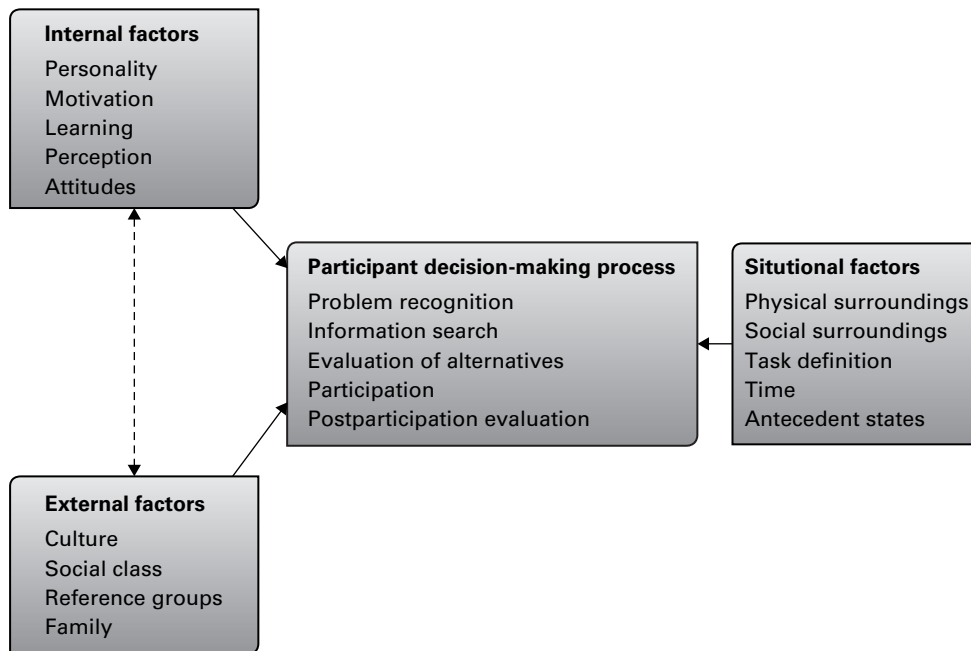 Internal factors
Personality
Motivation
Learning
Perception
Attitudes
Participant decision-making process
Problem recognition
Information search
Evaluation of alternatives
Participation
Postparticipation evaluation
Situtional factors
Physical surroundings
Social surroundings
Task definition
Time
Antecedent states
External factors
Culture
Social class
Reference groups
Family